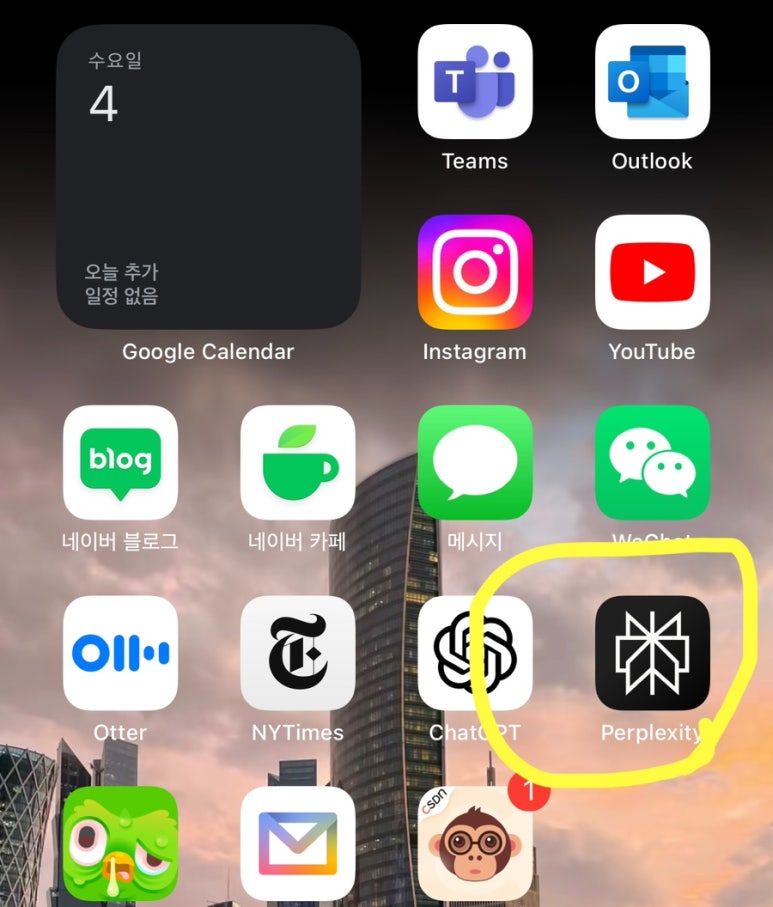 수요일
4
오늘 추가
일정 없음
Google Calendar
T
Teams
O
Outlook
Instagram
YouTube
blog
네이버 블로그
네이버 카페
메시지
WeChat
Otter
T
NYTimes
ChatGPT
Perplexity
CSDN
1